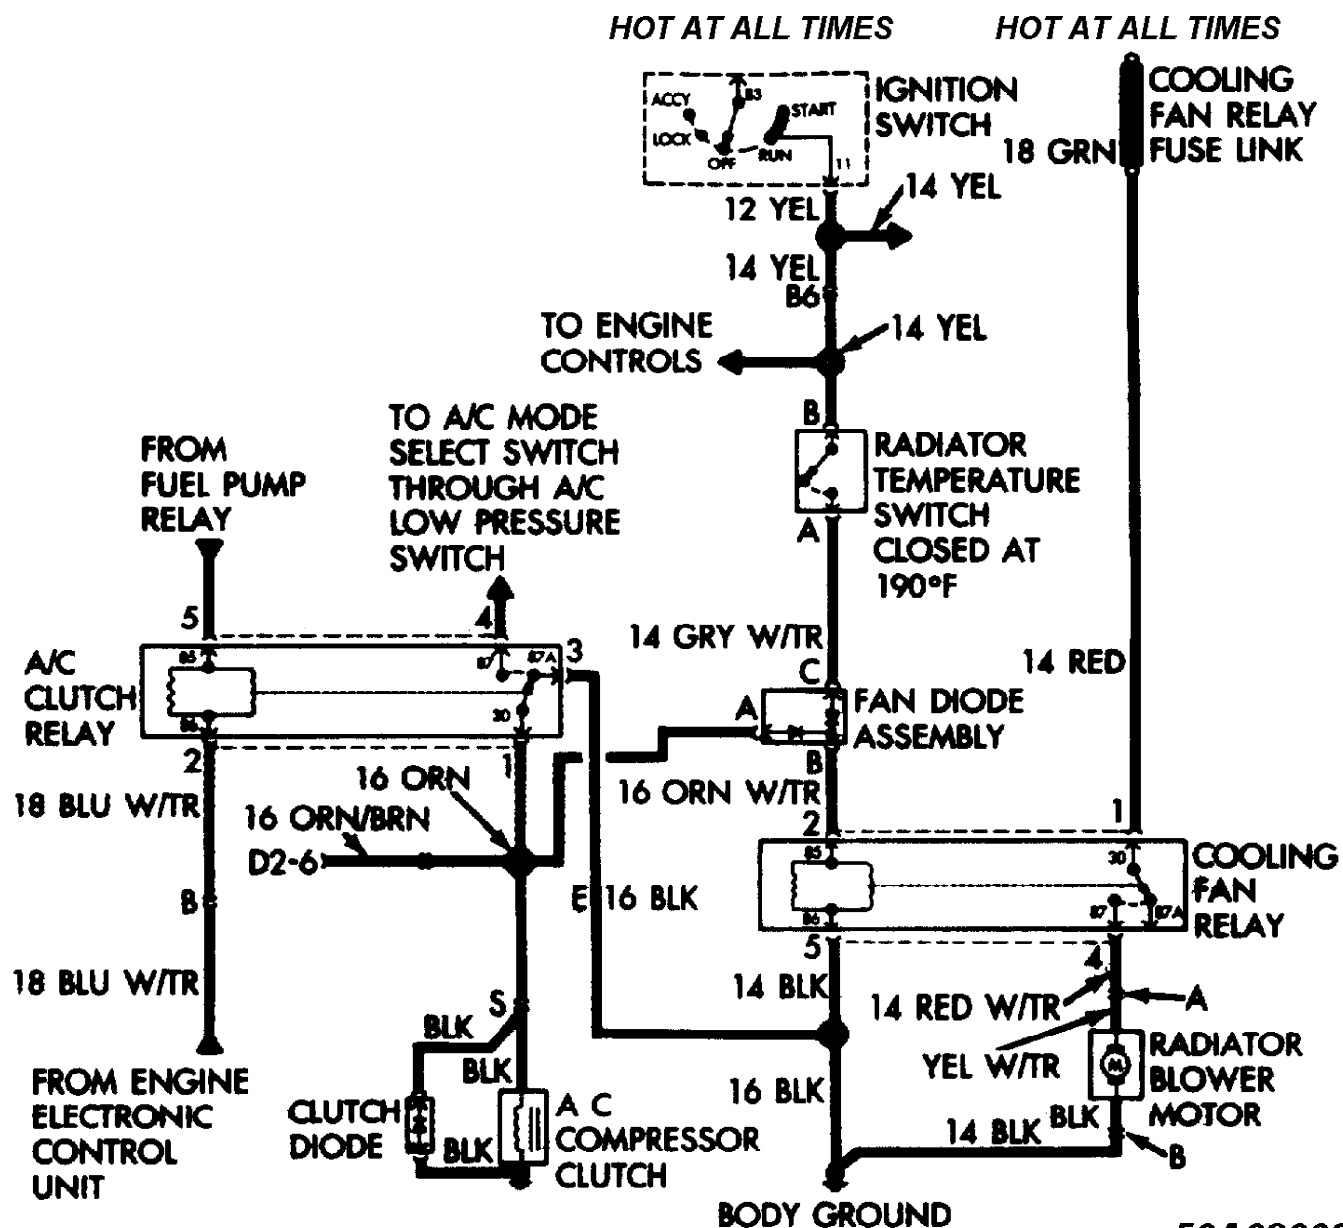 HOT AT ALL TIMES
HOT AT ALL TIMES
IGNITION
SWITCH
ACCY
LOCK
OFF
RUN
START
B3
11
COOLING
FAN RELAY
FUSE LINK
18 GRN
12 YEL
14 YEL
14 YEL
B6
TO ENGINE
CONTROLS
14 YEL
TO A/C MODE
SELECT SWITCH
THROUGH A/C
LOW PRESSURE
SWITCH
FROM
FUEL PUMP
RELAY
B
RADIATOR
TEMPERATURE
SWITCH
CLOSED AT
190°F
A
5
4
14 GRY W/TR
14 RED
A/C
CLUTCH
RELAY
85
87
87A
3
86
30
C
A
FAN DIODE
ASSEMBLY
B
2
1
16 ORN
16 ORN W/TR
18 BLU W/TR
16 ORN/BRN
D2-6
2
1
85
30
COOLING
FAN
RELAY
86
87
87A
B
E
16 BLK
5
4
18 BLU W/TR
S
14 BLK
14 RED W/TR
A
BLK
BLK
YEL W/TR
RADIATOR
BLOWER
MOTOR
M
FROM ENGINE
ELECTRONIC
CONTROL
UNIT
CLUTCH
DIODE
A C
COMPRESSOR
CLUTCH
BLK
16 BLK
14 BLK
BLK
B
BODY GROUND